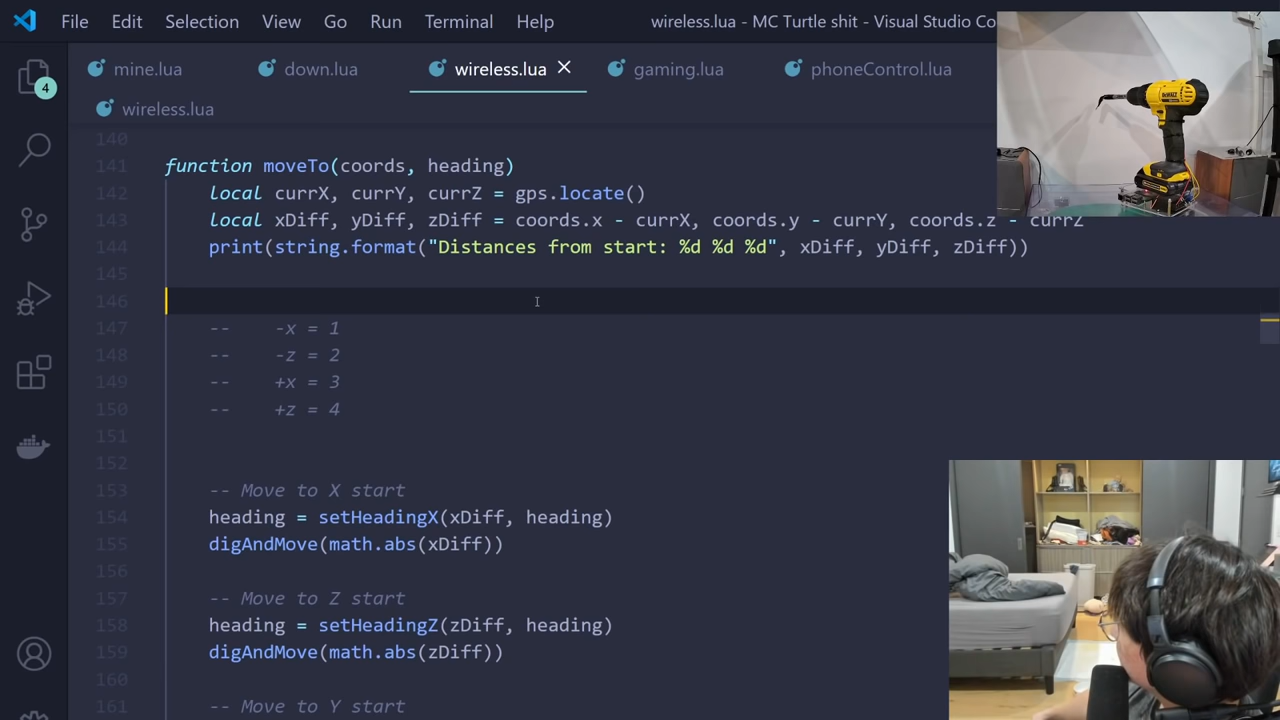 File Edit Selection View Go Run Terminal Help wireless.lua - MC Turtle shit - Visual Studio Co
4
mine.lua down.lua wireless.lua gaming.lua phoneControl.lua
wireless.lua
140
141 function moveTo(coords, heading)
142 local currX, currY, currZ = gps.locate()
143 local xDiff, yDiff, zDiff = coords.x - currX, coords.y - currY, coords.z - currZ
144 print(string.format("Distances from start: %d %d %d", xDiff, yDiff, zDiff))
145
146
147 -- -x = 1
148 -- -z = 2
149 -- +x = 3
150 -- +z = 4
151
152
153 -- Move to X start
154 heading = setHeadingX(xDiff, heading)
155 digAndMove(math.abs(xDiff))
156
157 -- Move to Z start
158 heading = setHeadingZ(zDiff, heading)
159 digAndMove(math.abs(zDiff))
160
161 -- Move to Y start
DEWALT